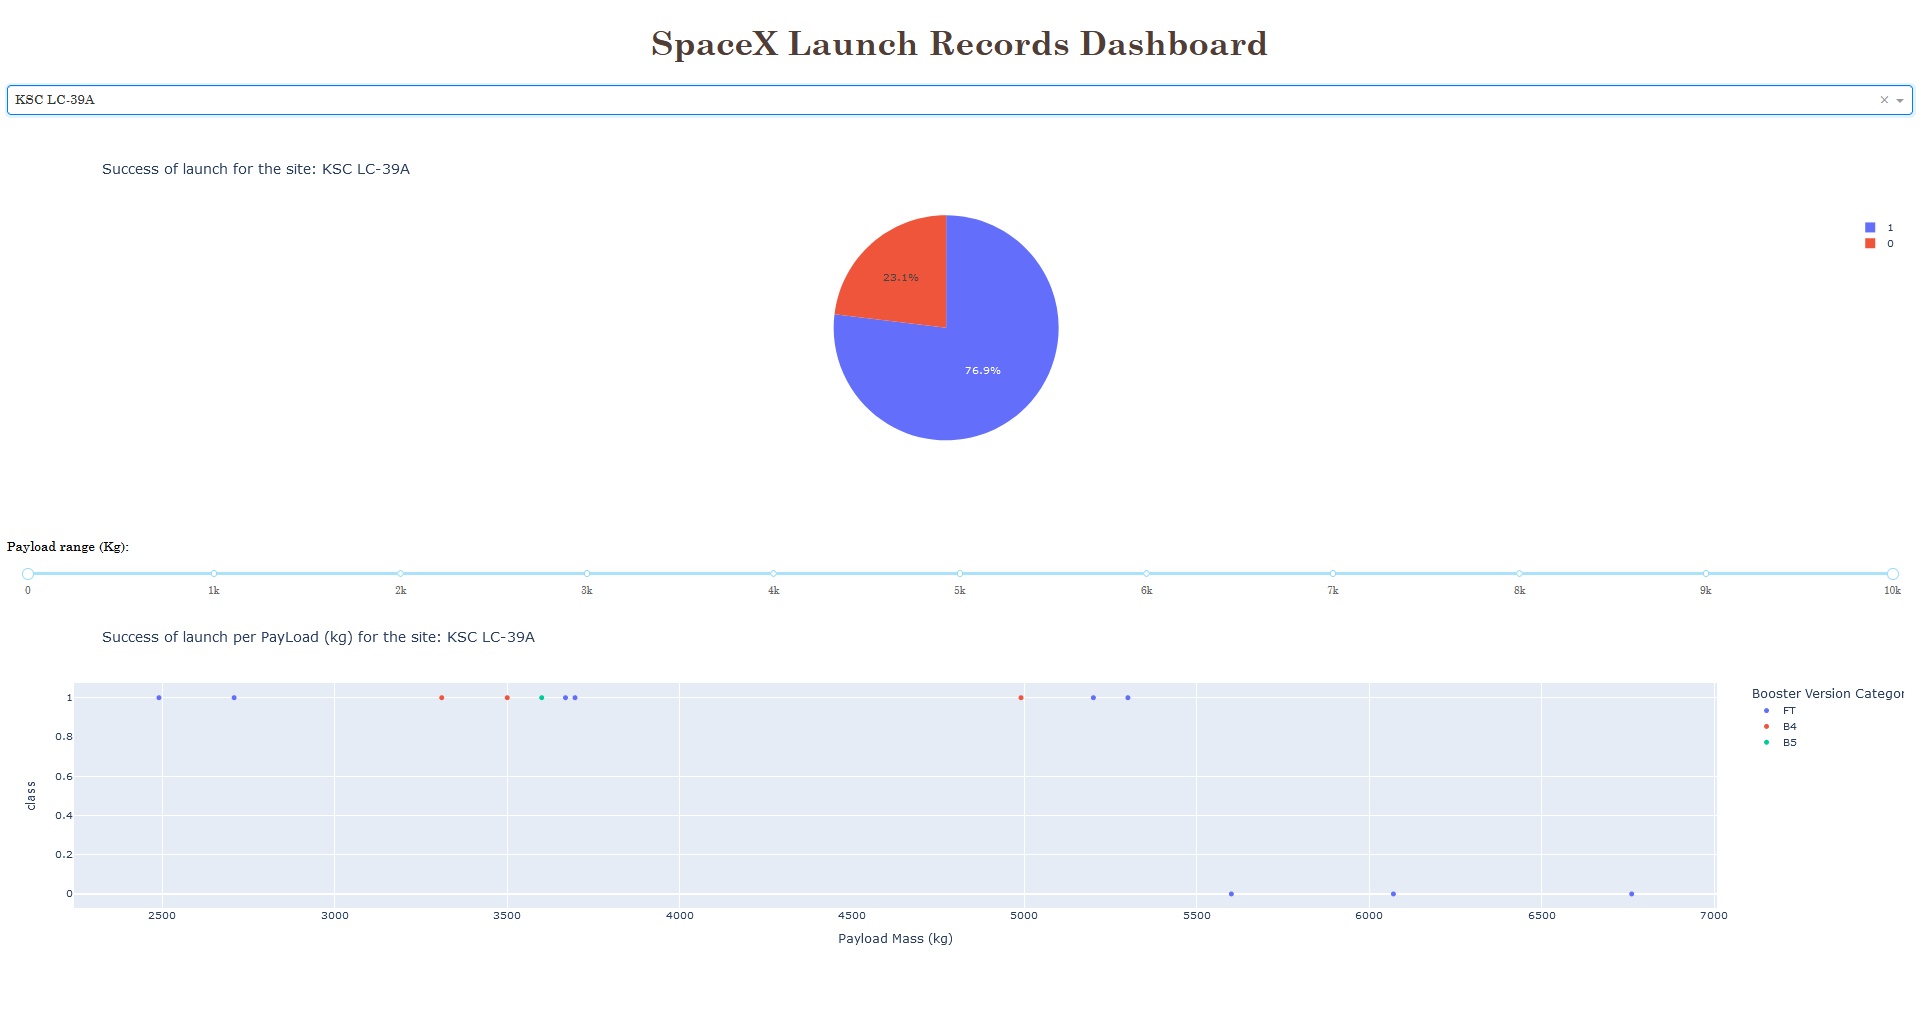 SpaceX Launch Records Dashboard
KSC LC-39A
Success of launch for the site: KSC LC-39A
1
0
23.1%
76.9%
Payload range (Kg):
0 1k 2k 3k 4k 5k 6k 7k 8k 9k 10k
Success of launch per PayLoad (kg) for the site: KSC LC-39A
Booster Version Categor
FT
B4
B5
1
0.8
0.6
0.4
0.2
0
class
2500 3000 3500 4000 4500 5000 5500 6000 6500 7000
Payload Mass (kg)